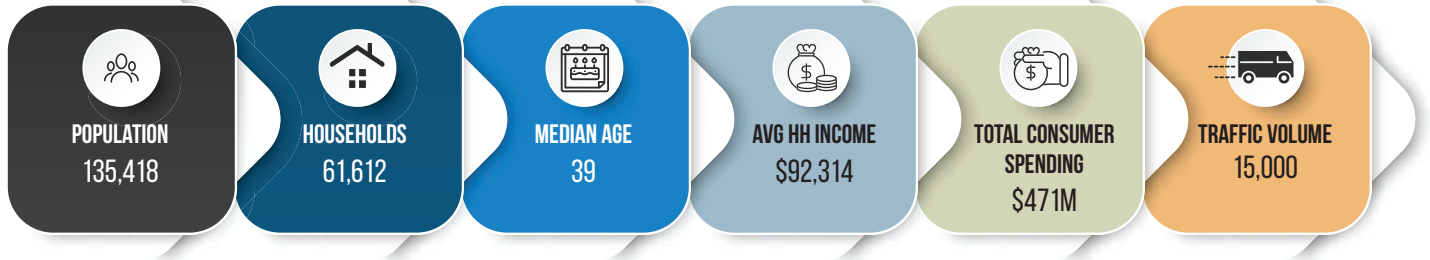 POPULATION
135,418
HOUSEHOLDS
61,612
MEDIAN AGE
39
AVG HH INCOME
$92,314
TOTAL CONSUMER
SPENDING
$471M
TRAFFIC VOLUME
15,000